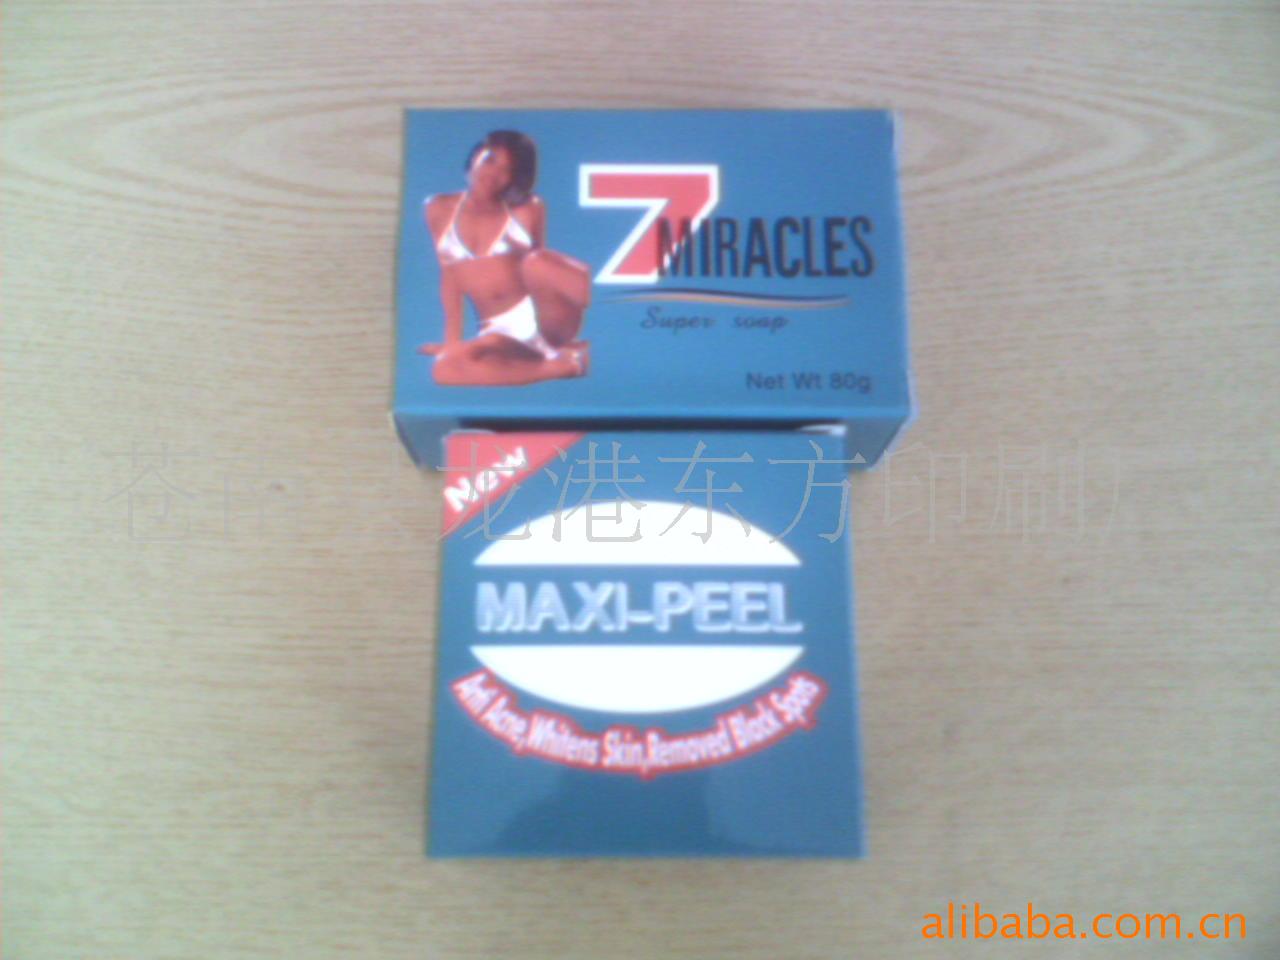 7
MIRACLES
Super soap
Net Wt 80g
New
龙港东方印刷厂
MAXI-PEEL
Anti Acne, Whitens Skin, Removed Black Spots
alibaba.com.cn